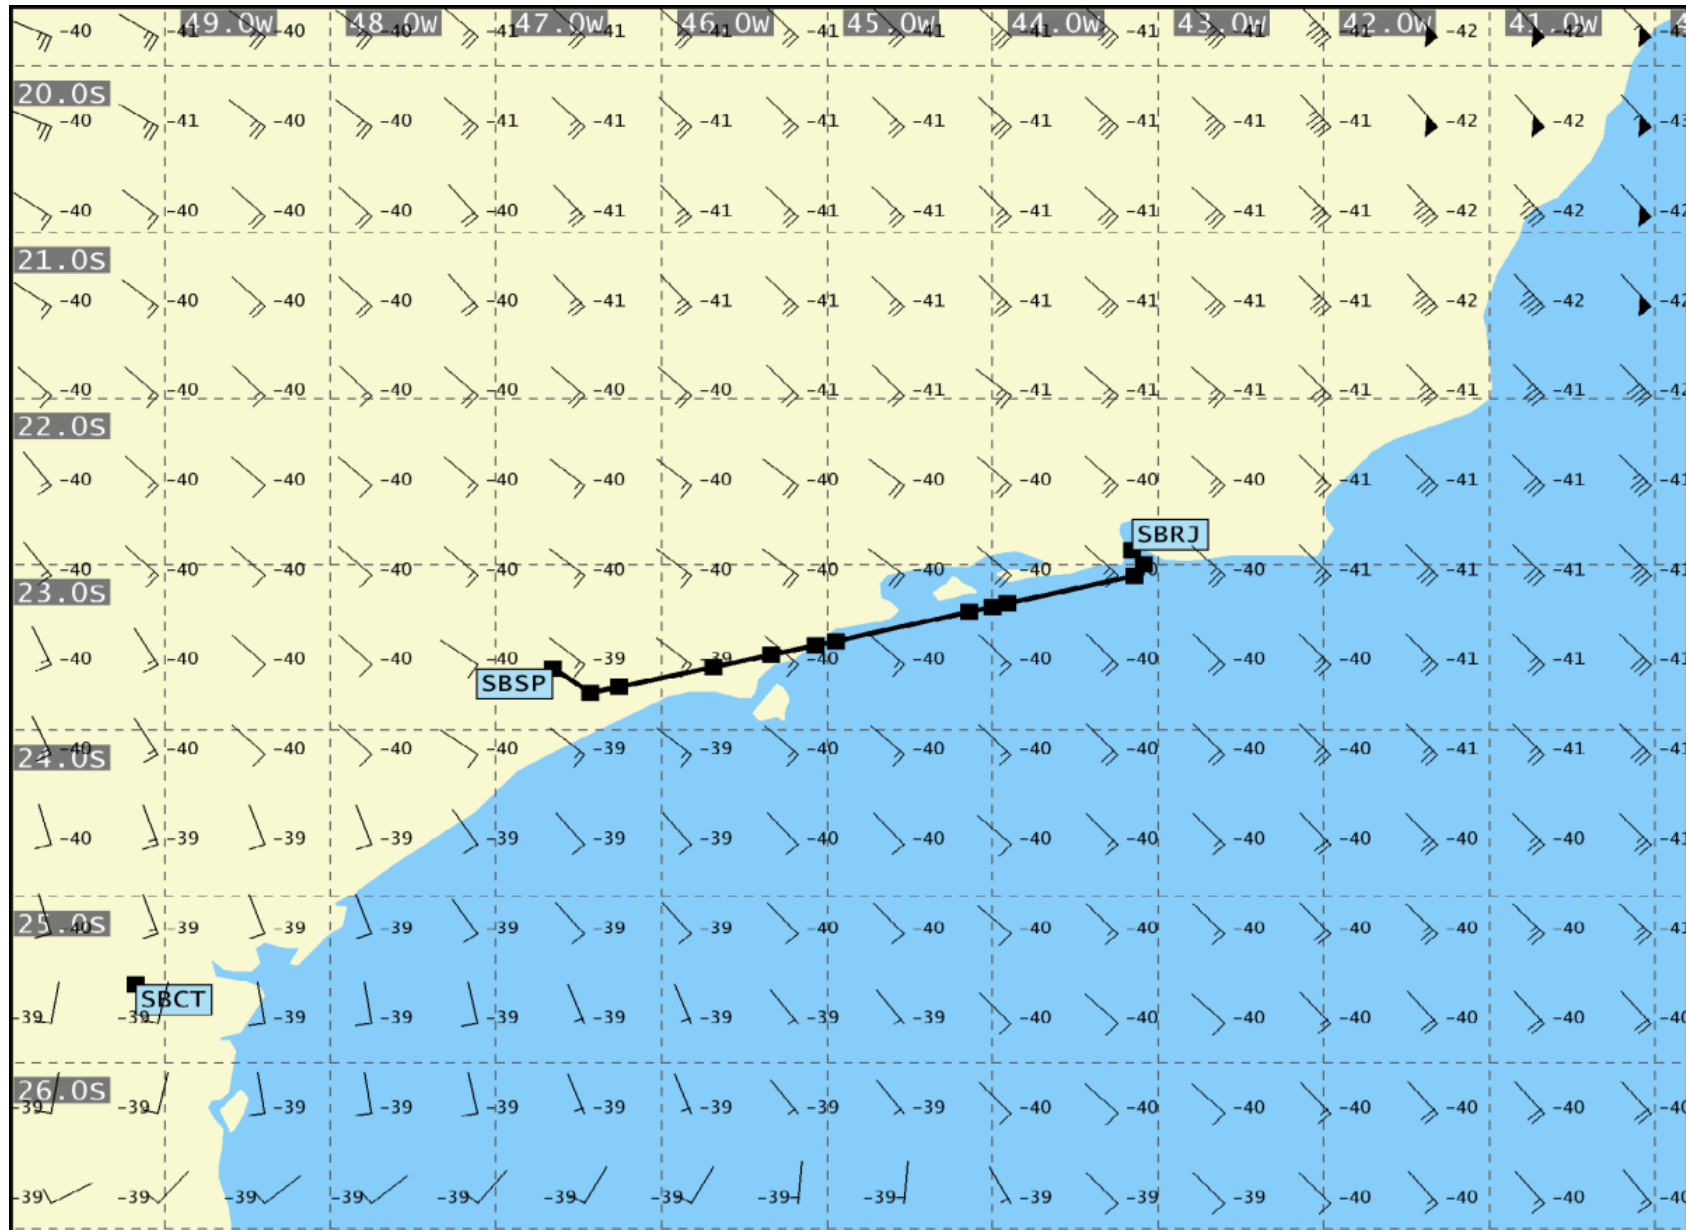 49.0W 48.0W 47.0W 46.0W 45.0W 44.0W 43.0W 42.0W 41.0W
-40 -41 -40 -40 -41 -41 -41 -41 -41 -41 -41 -41 -42 -42
20.0S
-40 -41 -40 -40 -41 -41 -41 -41 -41 -41 -41 -41 -42 -42 -43
-40 -40 -40 -40 -40 -41 -41 -41 -41 -41 -41 -41 -42 -42 -42
21.0S
-40 -40 -40 -40 -40 -41 -41 -41 -41 -41 -41 -41 -42 -42 -42
-40 -40 -40 -40 -40 -40 -40 -41 -41 -41 -41 -41 -41 -41 -42
22.0S
-40 -40 -40 -40 -40 -40 -40 -40 -40 -40 -40 -41 -41 -41 -41
SBRJ
-40 -40 -40 -40 -40 -40 -40 -40 -40 -40 -40 -41 -41 -41
23.0S
-40 -40 -40 -40 -40 -39 -39 -40 -40 -40 -40 -40 -41 -41 -41
SBSP
-40 -40 -40 -40 -40 -39 -39 -40 -40 -40 -40 -40 -41 -41 -41
24.0S
-40 -39 -39 -39 -39 -39 -39 -40 -40 -40 -40 -40 -40 -40 -41
25.0S
-40 -39 -39 -39 -39 -39 -39 -40 -40 -40 -40 -40 -40 -40 -41
SBCT
-39 -39 -39 -39 -39 -39 -39 -39 -39 -40 -40 -40 -40 -40 -40 -40
26.0S
-39 -39 -39 -39 -39 -39 -39 -39 -39 -40 -40 -40 -40 -40 -40 -40
-39 -39 -39 -39 -39 -39 -39 -39 -39 -39 -39 -39 -40 -40 -40 -40